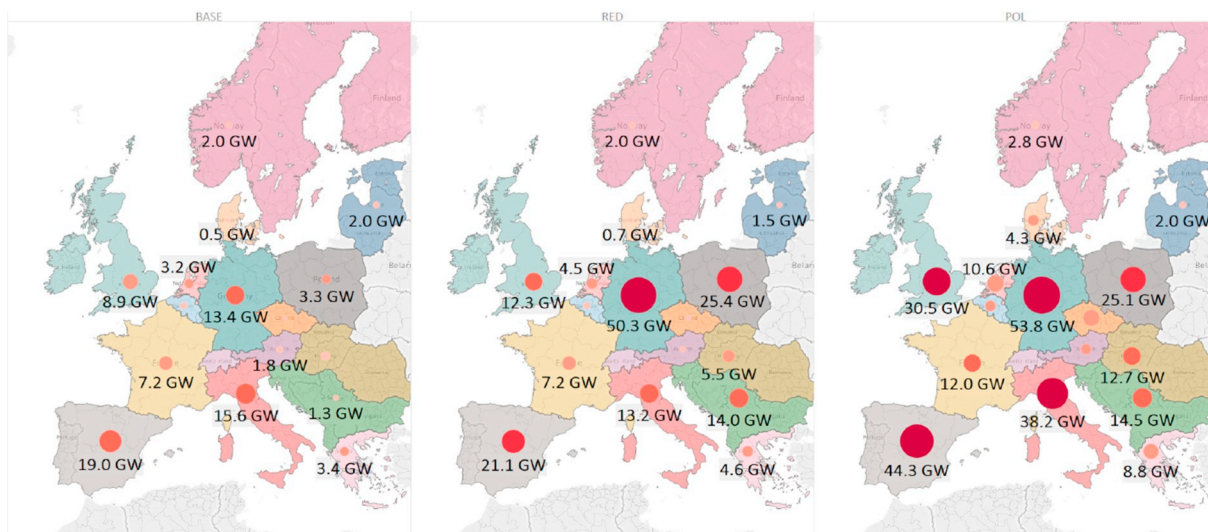 BASE
RED
POL
Finland
Norway
2.0 GW
2.0 GW
0.5 GW
3.2 GW
8.9 GW
13.4 GW
3.3 GW
7.2 GW
1.8 GW
15.6 GW
1.3 GW
19.0 GW
3.4 GW
Finland
Norway
2.0 GW
1.5 GW
0.7 GW
4.5 GW
12.3 GW
50.3 GW
25.4 GW
7.2 GW
5.5 GW
13.2 GW
14.0 GW
21.1 GW
4.6 GW
Finland
Norway
2.8 GW
2.0 GW
4.3 GW
10.6 GW
30.5 GW
53.8 GW
25.1 GW
12.0 GW
12.7 GW
38.2 GW
14.5 GW
44.3 GW
8.8 GW